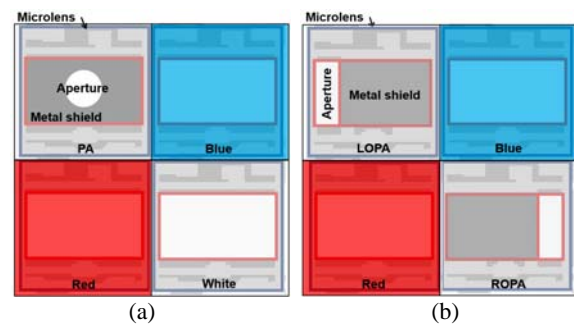 Microlens
Aperture
Metal shield
PA
Blue
Red
White
(a)
Microlens
Aperture
Metal shield
LOPA
Blue
Red
ROPA
(b)